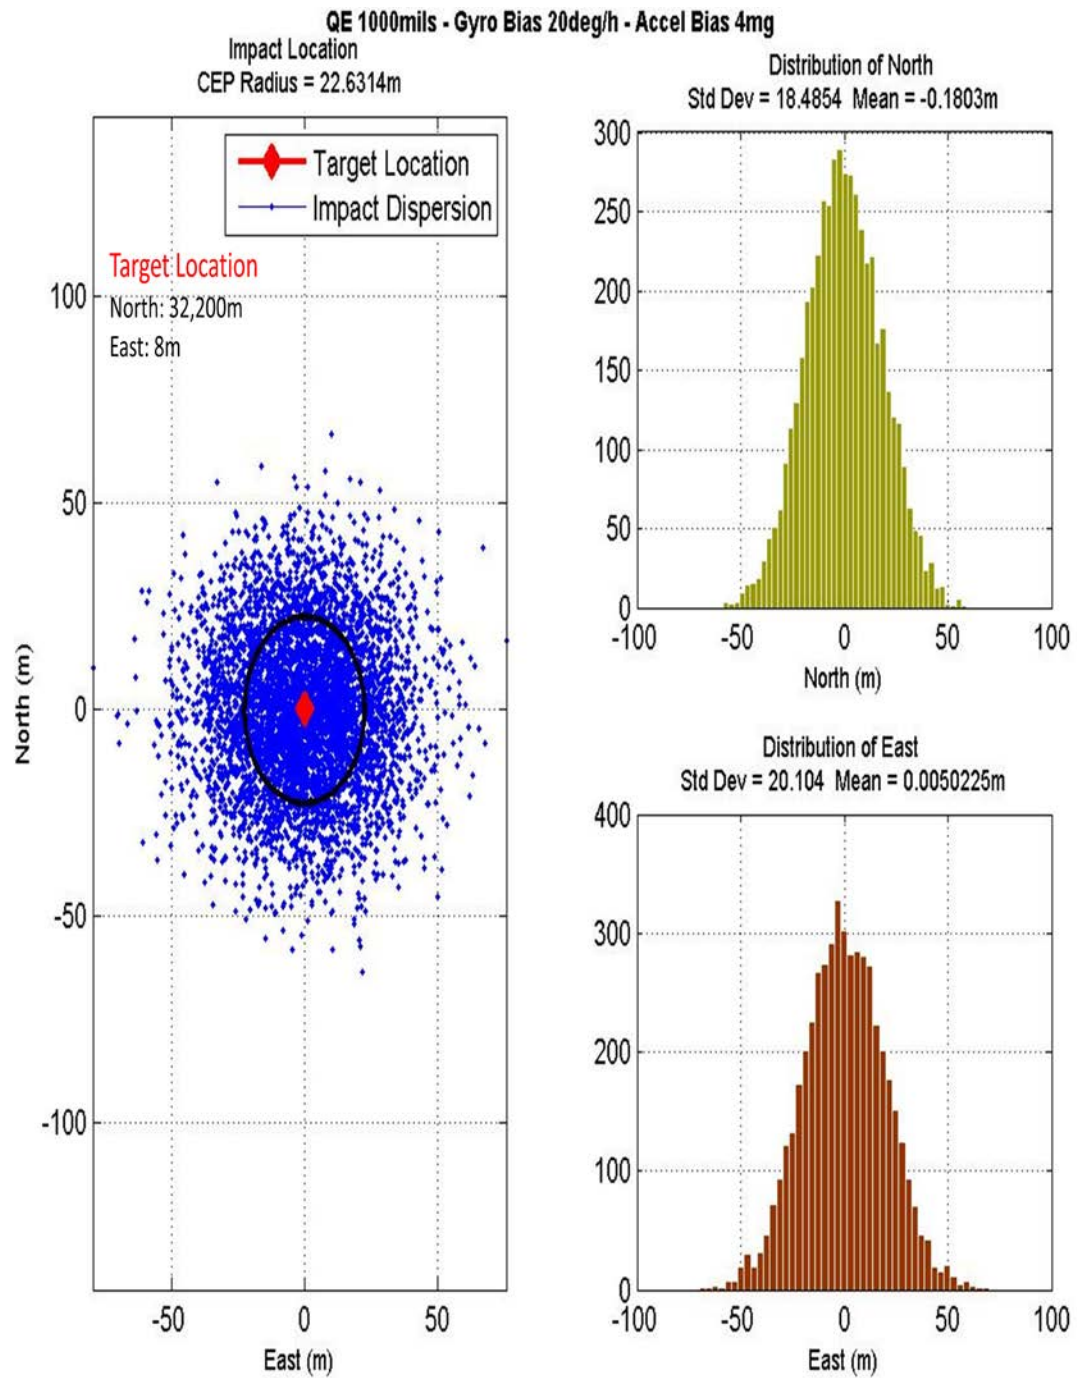 QE 1000mils - Gyro Bias 20deg/h - Accel Bias 4mg
Impact Location
CEP Radius = 22.6314m
Target Location
Impact Dispersion
Target Location
North: 32,200m
East: 8m
100
50
0
-50
-100
North (m)
-50 0 50
East (m)
Distribution of North
Std Dev = 18.4854 Mean = -0.1803m
300
250
200
150
100
50
0
-100 -50 0 50 100
North (m)
Distribution of East
Std Dev = 20.104 Mean = 0.0050225m
400
300
200
100
0
-100 -50 0 50 100
East (m)